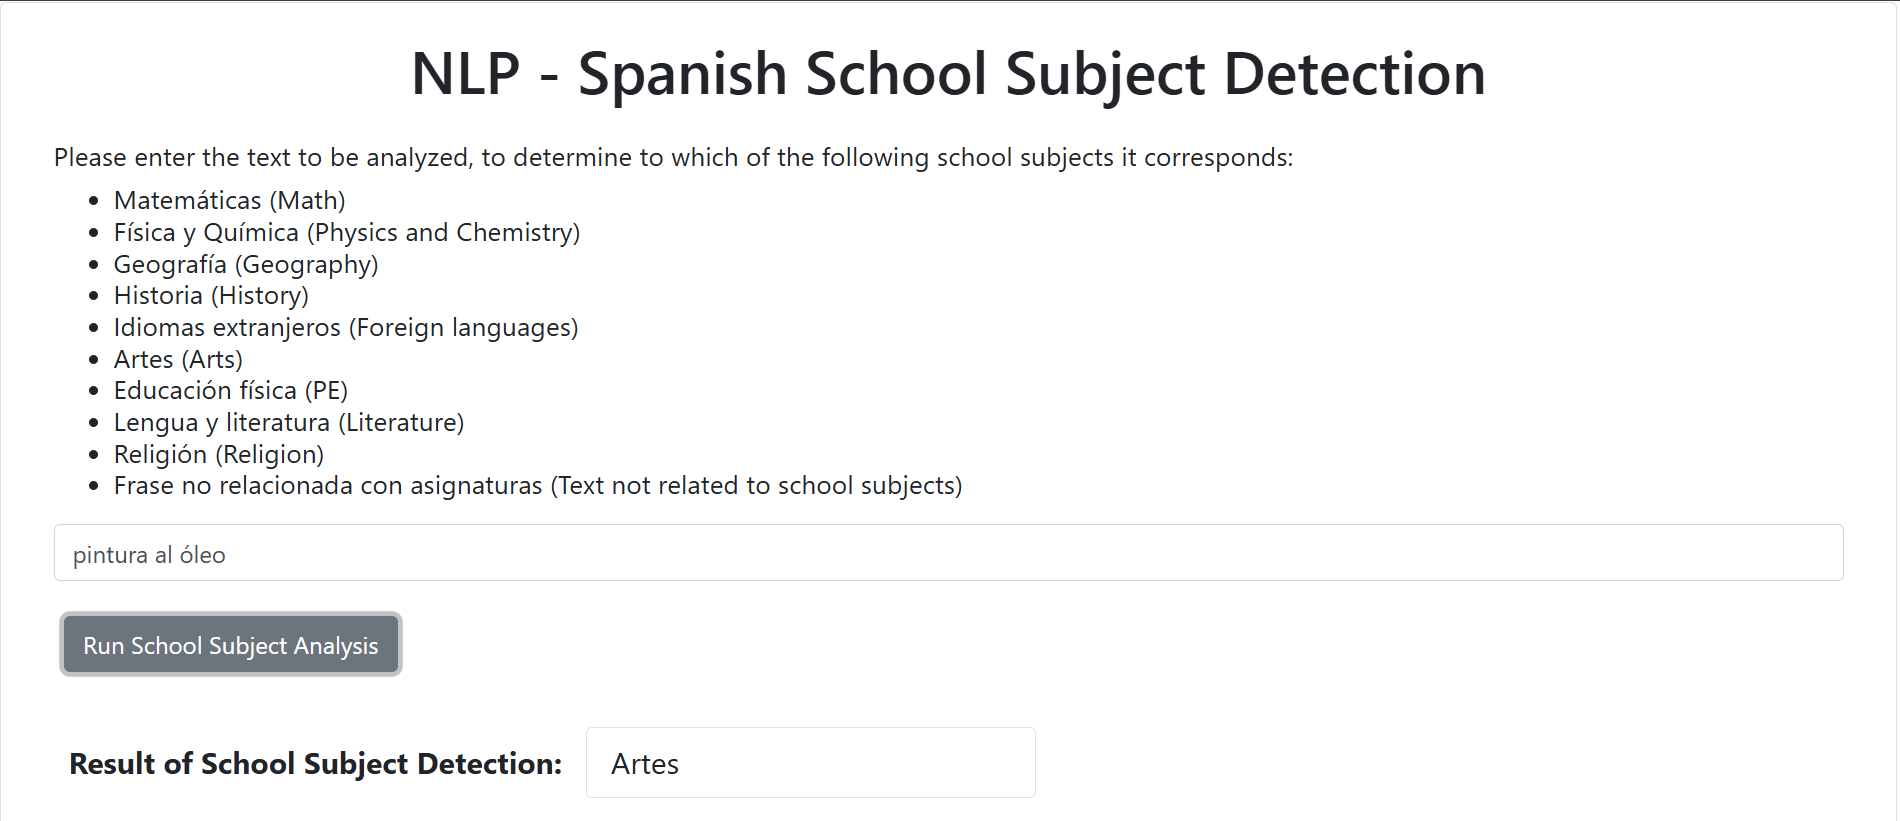 NLP - Spanish School Subject Detection
Please enter the text to be analyzed, to determine to which of the following school subjects it corresponds:
Matemáticas (Math)
Física y Química (Physics and Chemistry)
Geografía (Geography)
Historia (History)
Idiomas extranjeros (Foreign languages)
Artes (Arts)
Educación física (PE)
Lengua y literatura (Literature)
Religión (Religion)
Frase no relacionada con asignaturas (Text not related to school subjects)
pintura al óleo
Run School Subject Analysis
Result of School Subject Detection: Artes